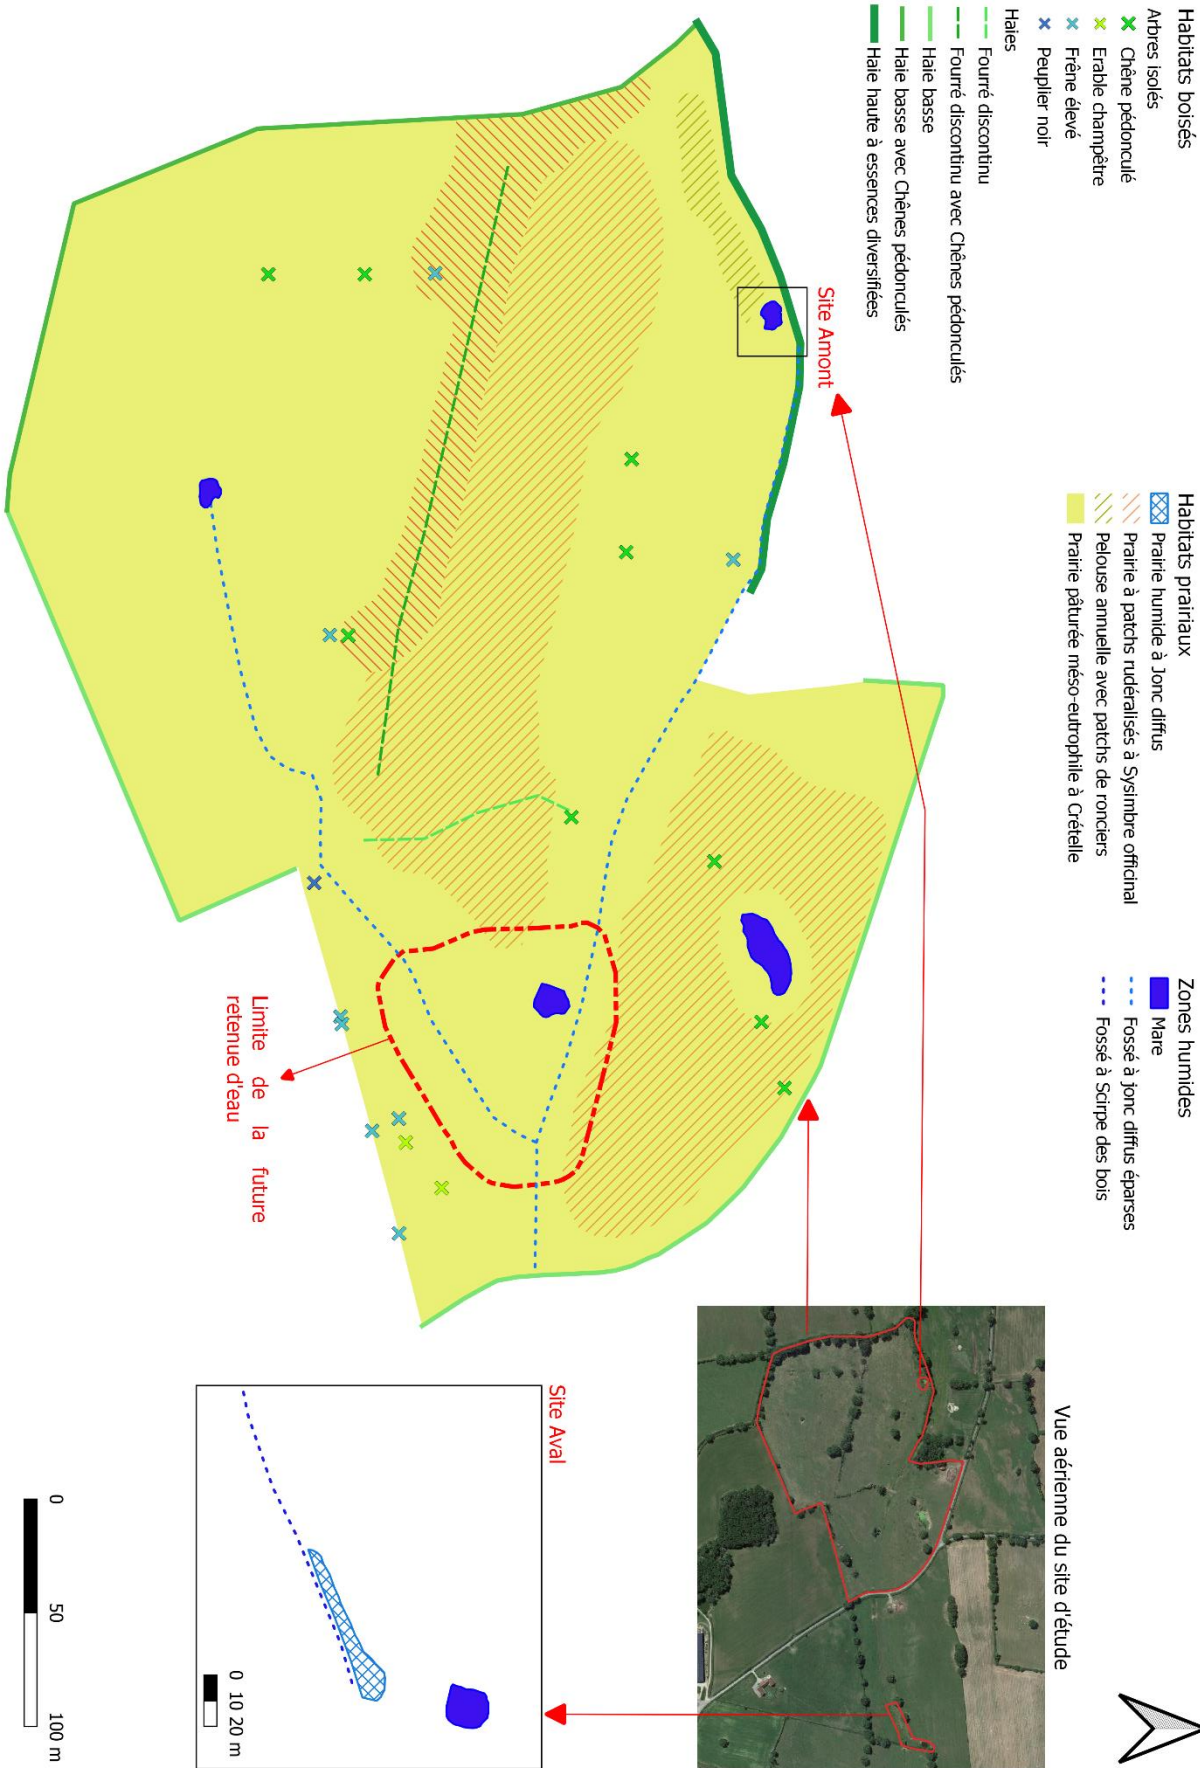 Habitats boisés
Arbres isolés
Chêne pédonculé
Erable champêtre
Frêne élevé
Peuplier noir
Haies
Fourré discontinu
Fourré discontinu avec Chênes pédonculés
Haie basse
Haie basse avec Chênes pédonculés
Haie haute à essences diversifiées
Habitats prairiaux
Prairie humide à Jonc diffus
Prairie à patchs rudéralisés à Sysimbre officinal
Pelouse annuelle avec patchs de ronciers
Prairie pâturée méso-eutrophile à Crételle
Zones humides
Mare
Fossé à jonc diffus éparses
Fossé à Scirpe des bois
Vue aérienne du site d'étude
Site Amont
Limite de la future
retenue d'eau
Site Aval
0 10 20 m
0 50 100 m